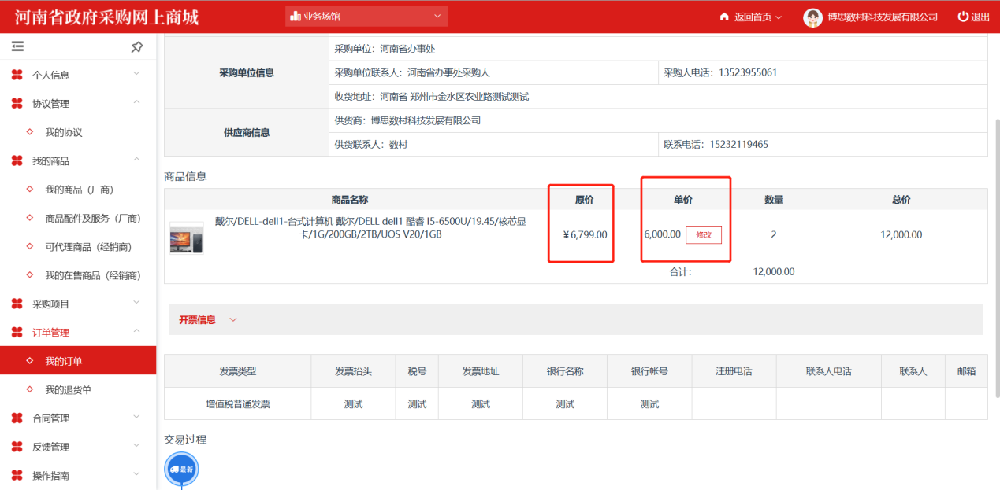 河南省政府采购网上商城
业务场馆
返回首页
博思数村科技发展有限公司
退出
个人信息
协议管理
我的协议
我的商品
我的商品（厂商）
商品配件及服务（厂商）
可代理商品（经销商）
我的在售商品（经销商）
采购项目
订单管理
我的订单
我的退货单
合同管理
反馈管理
操作指南
采购单位信息
采购单位：河南省办事处
采购单位联系人：河南省办事处采购人
采购人电话：13523955061
收货地址：河南省 郑州市金水区农业路测试测试
供应商信息
供货商：博思数村科技发展有限公司
供货联系人：数村
联系电话：15232119465
商品信息
商品名称 原价 单价 数量 总价
戴尔/DELL-dell1-台式计算机 戴尔/DELL dell1 酷睿 I5-6500U/19.45/核芯显
卡/1G/200GB/2TB/UOS V20/1GB
￥6,799.00
6,000.00 修改
2
12,000.00
合计： 12,000.00
开票信息
发票类型 发票抬头 税号 发票地址 银行名称 银行帐号 注册电话 联系人电话 联系人 邮箱
增值税普通发票 测试 测试 测试 测试 测试
交易过程
最新